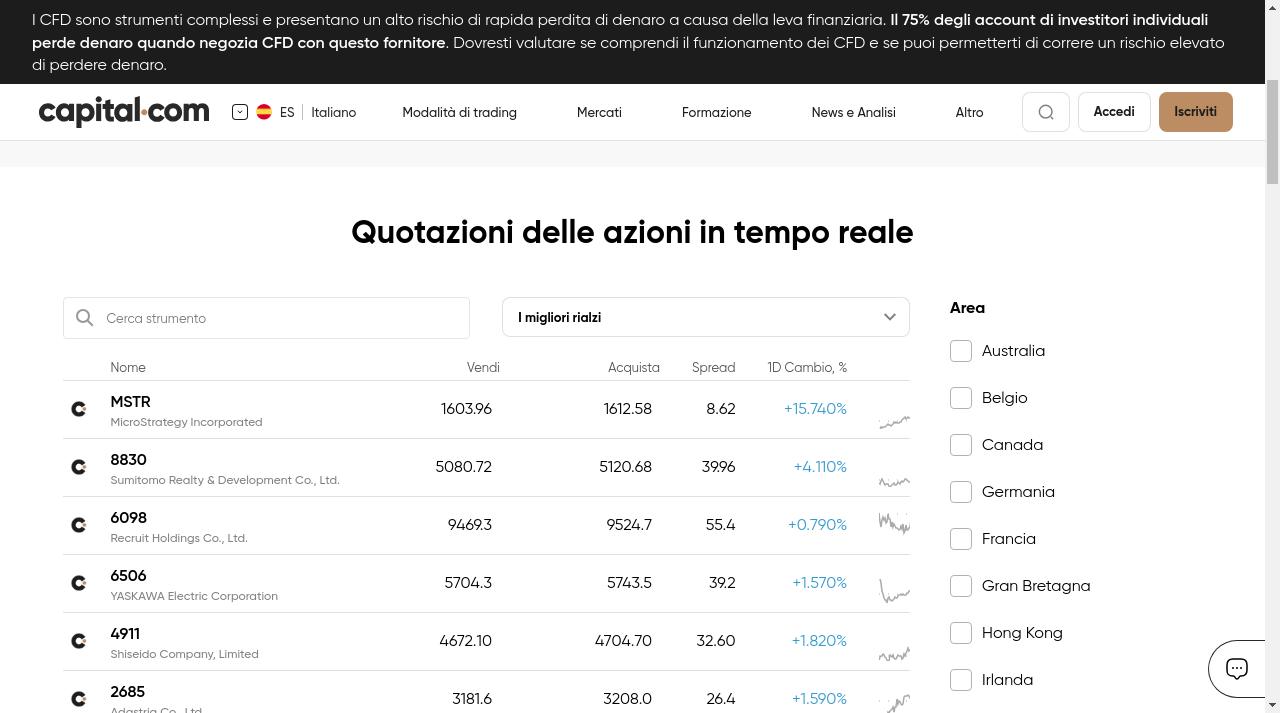 I CFD sono strumenti complessi e presentano un alto rischio di rapida perdita di denaro a causa della leva finanziaria. Il 75% degli account di investitori individuali
perde denaro quando negozia CFD con questo fornitore. Dovresti valutare se comprendi il funzionamento dei CFD e se puoi permetterti di correre un rischio elevato
di perdere denaro.
capital.com ES Italiano Modalità di trading Mercati Formazione News e Analisi Altro Accedi Iscriviti
Quotazioni delle azioni in tempo reale
Cerca strumento
I migliori rialzi
Nome Vendi Acquista Spread 1D Cambio, %
MSTR 1603.96 1612.58 8.62 +15.740%
MicroStrategy Incorporated
8830 5080.72 5120.68 39.96 +4.110%
Sumitomo Realty & Development Co., Ltd.
6098 9469.3 9524.7 55.4 +0.790%
Recruit Holdings Co., Ltd.
6506 5704.3 5743.5 39.2 +1.570%
YASKAWA Electric Corporation
4911 4672.10 4704.70 32.60 +1.820%
Shiseido Company, Limited
2685 3181.6 3208.0 26.4 +1.590%
Adastria Co., Ltd.
Area
Australia
Belgio
Canada
Germania
Francia
Gran Bretagna
Hong Kong
Irlanda